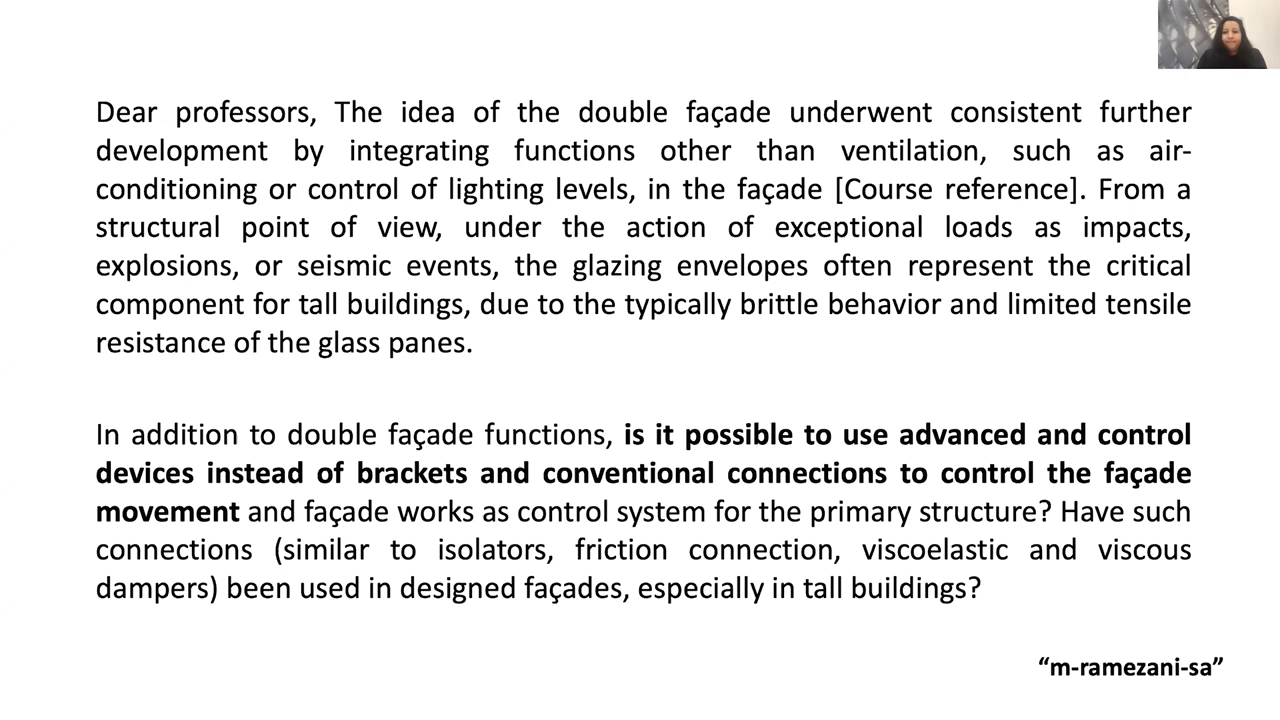 Dear professors, The idea of the double façade underwent consistent further
development by integrating functions other than ventilation, such as air-
conditioning or control of lighting levels, in the façade [Course reference]. From a
structural point of view, under the action of exceptional loads as impacts,
explosions, or seismic events, the glazing envelopes often represent the critical
component for tall buildings, due to the typically brittle behavior and limited tensile
resistance of the glass panes.
In addition to double façade functions, is it possible to use advanced and control
devices instead of brackets and conventional connections to control the façade
movement and façade works as control system for the primary structure? Have such
connections (similar to isolators, friction connection, viscoelastic and viscous
dampers) been used in designed façades, especially in tall buildings?
“m-ramezani-sa”